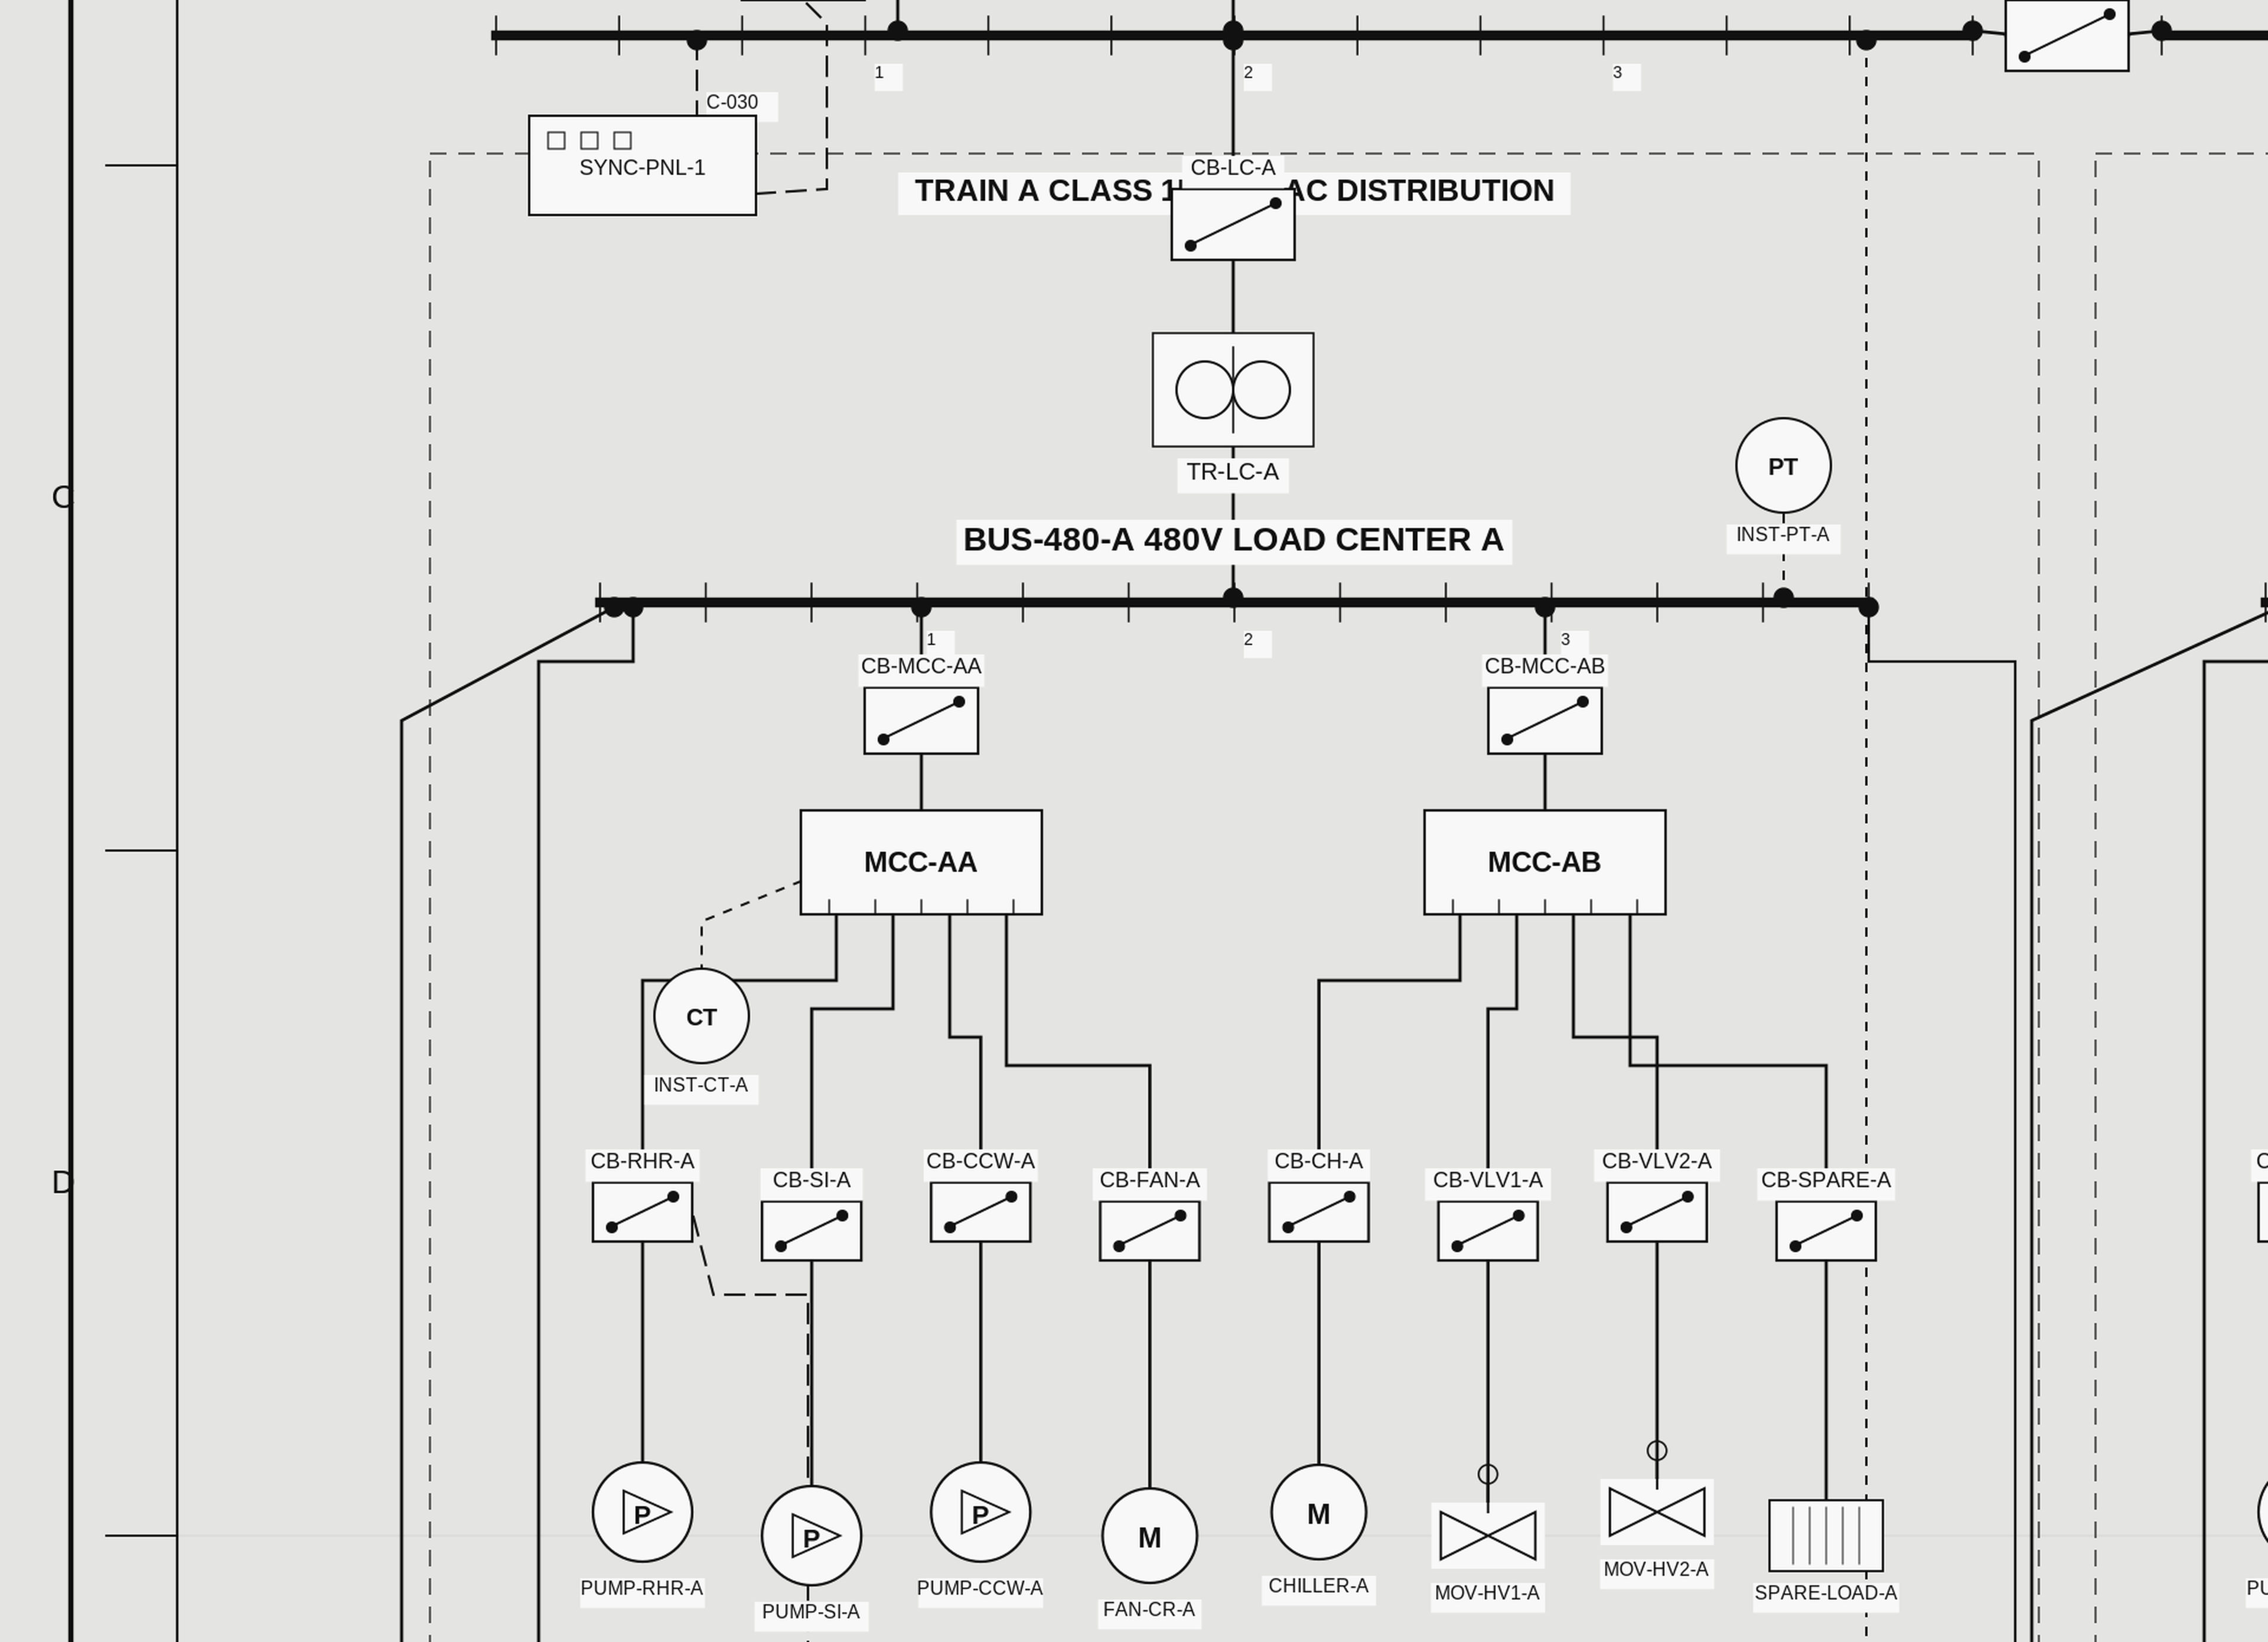 1
2
3
C-030
SYNC-PNL-1
CB-LC-A
TRAIN A CLASS 1 AC DISTRIBUTION
TR-LC-A
PT
C
INST-PT-A
BUS-480-A 480V LOAD CENTER A
1
2
3
CB-MCC-AA
CB-MCC-AB
MCC-AA
MCC-AB
CT
INST-CT-A
CB-RHR-A
CB-CCW-A
CB-CH-A
CB-VLV2-A
D
CB-SI-A
CB-FAN-A
CB-VLV1-A
CB-SPARE-A
C
P
P
M
P
M
PUMP-RHR-A
PUMP-CCW-A
CHILLER-A
MOV-HV2-A
PU
PUMP-SI-A
FAN-CR-A
MOV-HV1-A
SPARE-LOAD-A